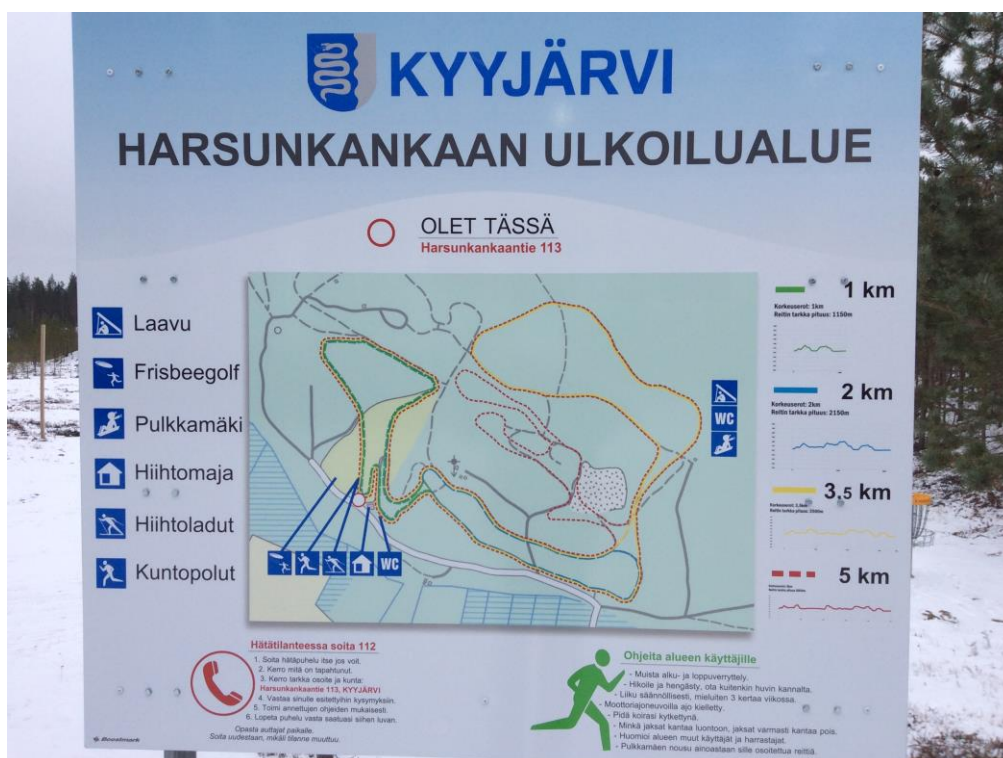 KYYJÄRVI
HARSUNKANKAAN ULKOILUALUE
OLET TÄSSÄ
Harsunkankaantie 113
Laavu
Frisbeegolf
Pulkkamäki
Hiihtomaja
Hiihtoladut
Kuntopolut
WC
WC
1 km
Korkeuserot: 1km
Reitin tarkka pituus: 1150m
2 km
Korkeuserot: 2km
Reitin tarkka pituus: 2150m
3,5 km
5 km
Hätätilanteessa soita 112
1. Soita hätäpuhelu itse jos voit.
2. Kerro mitä on tapahtunut.
3. Kerro tarkka osoite ja kunta:
Harsunkankaantie 113, KYYJÄRVI
4. Vastaa sinulle esitettyihin kysymyksiin.
5. Toimi annettujen ohjeiden mukaisesti.
6. Lopeta puhelu vasta saatuasi siihen luvan.
Opasta auttajat paikalle.
Soita uudestaan, mikäli tilanne muuttuu.
Ohjeita alueen käyttäjille
- Muista alku- ja loppuverryttely.
- Hikoile ja hengästy, ota kuitenkin huvin kannalta.
- Liiku säännöllisesti, mieluiten 3 kertaa viikossa.
- Moottoriajoneuvoilla ajo kielletty.
- Pidä koirasi kytkettynä.
- Minkä jaksat kantaa luontoon, jaksat varmasti kantaa pois.
- Huomioi alueen muut käyttäjät ja harrastajat.
- Pulkkamäen nousu ainoastaan sille osoitettua reittiä.